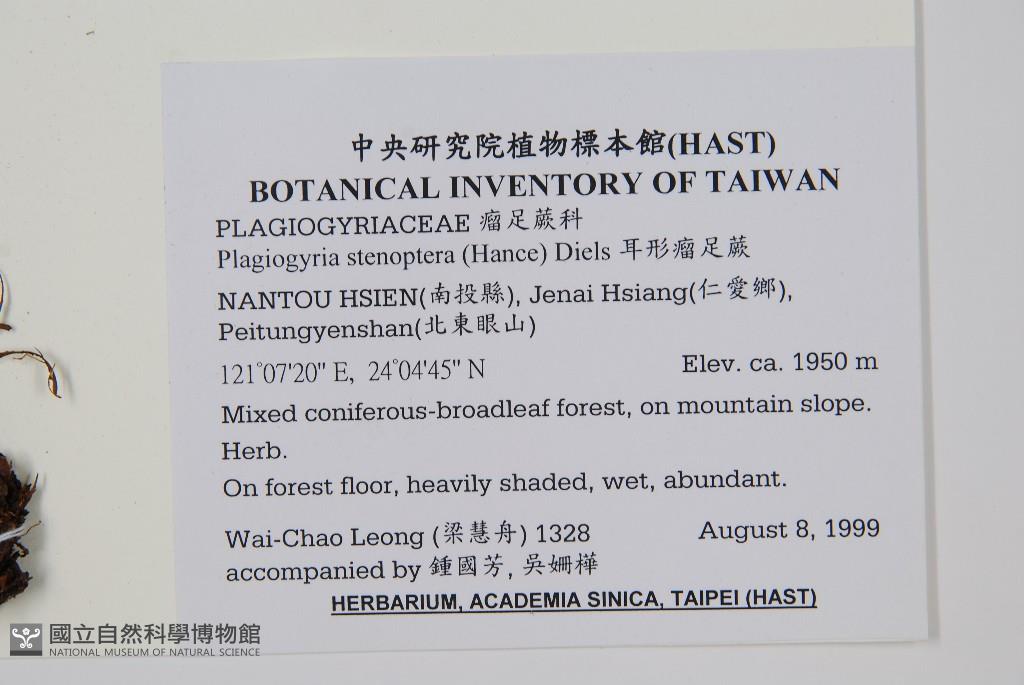 中央研究院植物標本館(HAST)
BOTANICAL INVENTORY OF TAIWAN
PLAGIOGYRIACEAE 瘤足蕨科
Plagiogyria stenoptera (Hance) Diels 耳形瘤足蕨
NANTOU HSIEN(南投縣), Jenai Hsiang(仁愛鄉),
Peitungyenshan(北東眼山)
121°07'20" E, 24°04'45" N Elev. ca. 1950 m
Mixed coniferous-broadleaf forest, on mountain slope.
Herb.
On forest floor, heavily shaded, wet, abundant.
Wai-Chao Leong (梁慧舟) 1328 August 8, 1999
accompanied by 鍾國芳, 吳姍樺
HERBARIUM, ACADEMIA SINICA, TAIPEI (HAST)
國立自然科學博物館
NATIONAL MUSEUM OF NATURAL SCIENCE